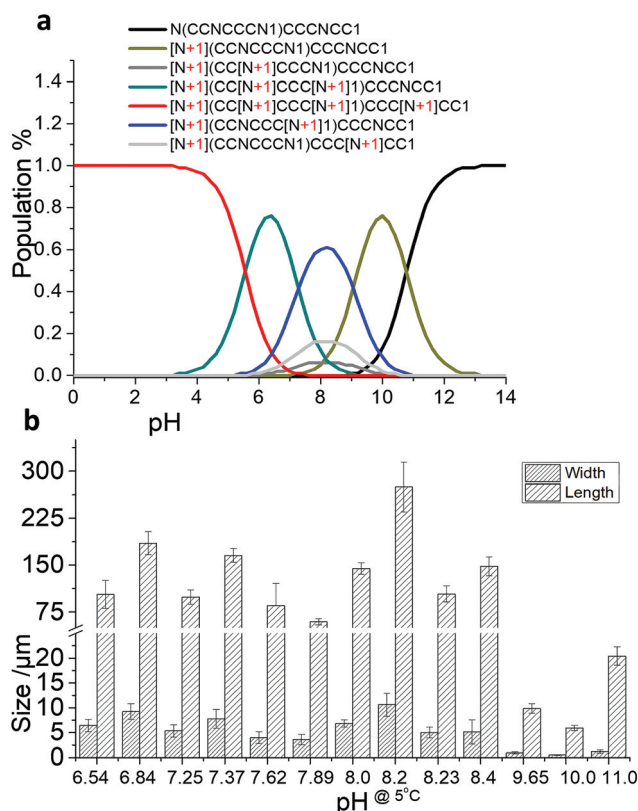 a
N(CCNCCCN1)CCCNCC1
[N+1](CCNCCCN1)CCCNCC1
[N+1](CC[N+1]CCCN1)CCCNCC1
[N+1](CC[N+1]CCC[N+1]1)CCCNCC1
[N+1](CC[N+1]CCC[N+1]1)CCC[N+1]CC1
[N+1](CCNCCC[N+1]1)CCCNCC1
[N+1](CCNCCCN1)CCC[N+1]CC1
Population %
1.4
1.2
1.0
0.8
0.6
0.4
0.2
0.0
0 2 4 6 8 10 12 14
pH
b
Size /µm
300
225
150
75
20
15
10
5
0
Width
Length
6.54 6.84 7.25 7.37 7.62 7.89 8.0 8.2 8.23 8.4 9.65 10.0 11.0
pH @ 5°C